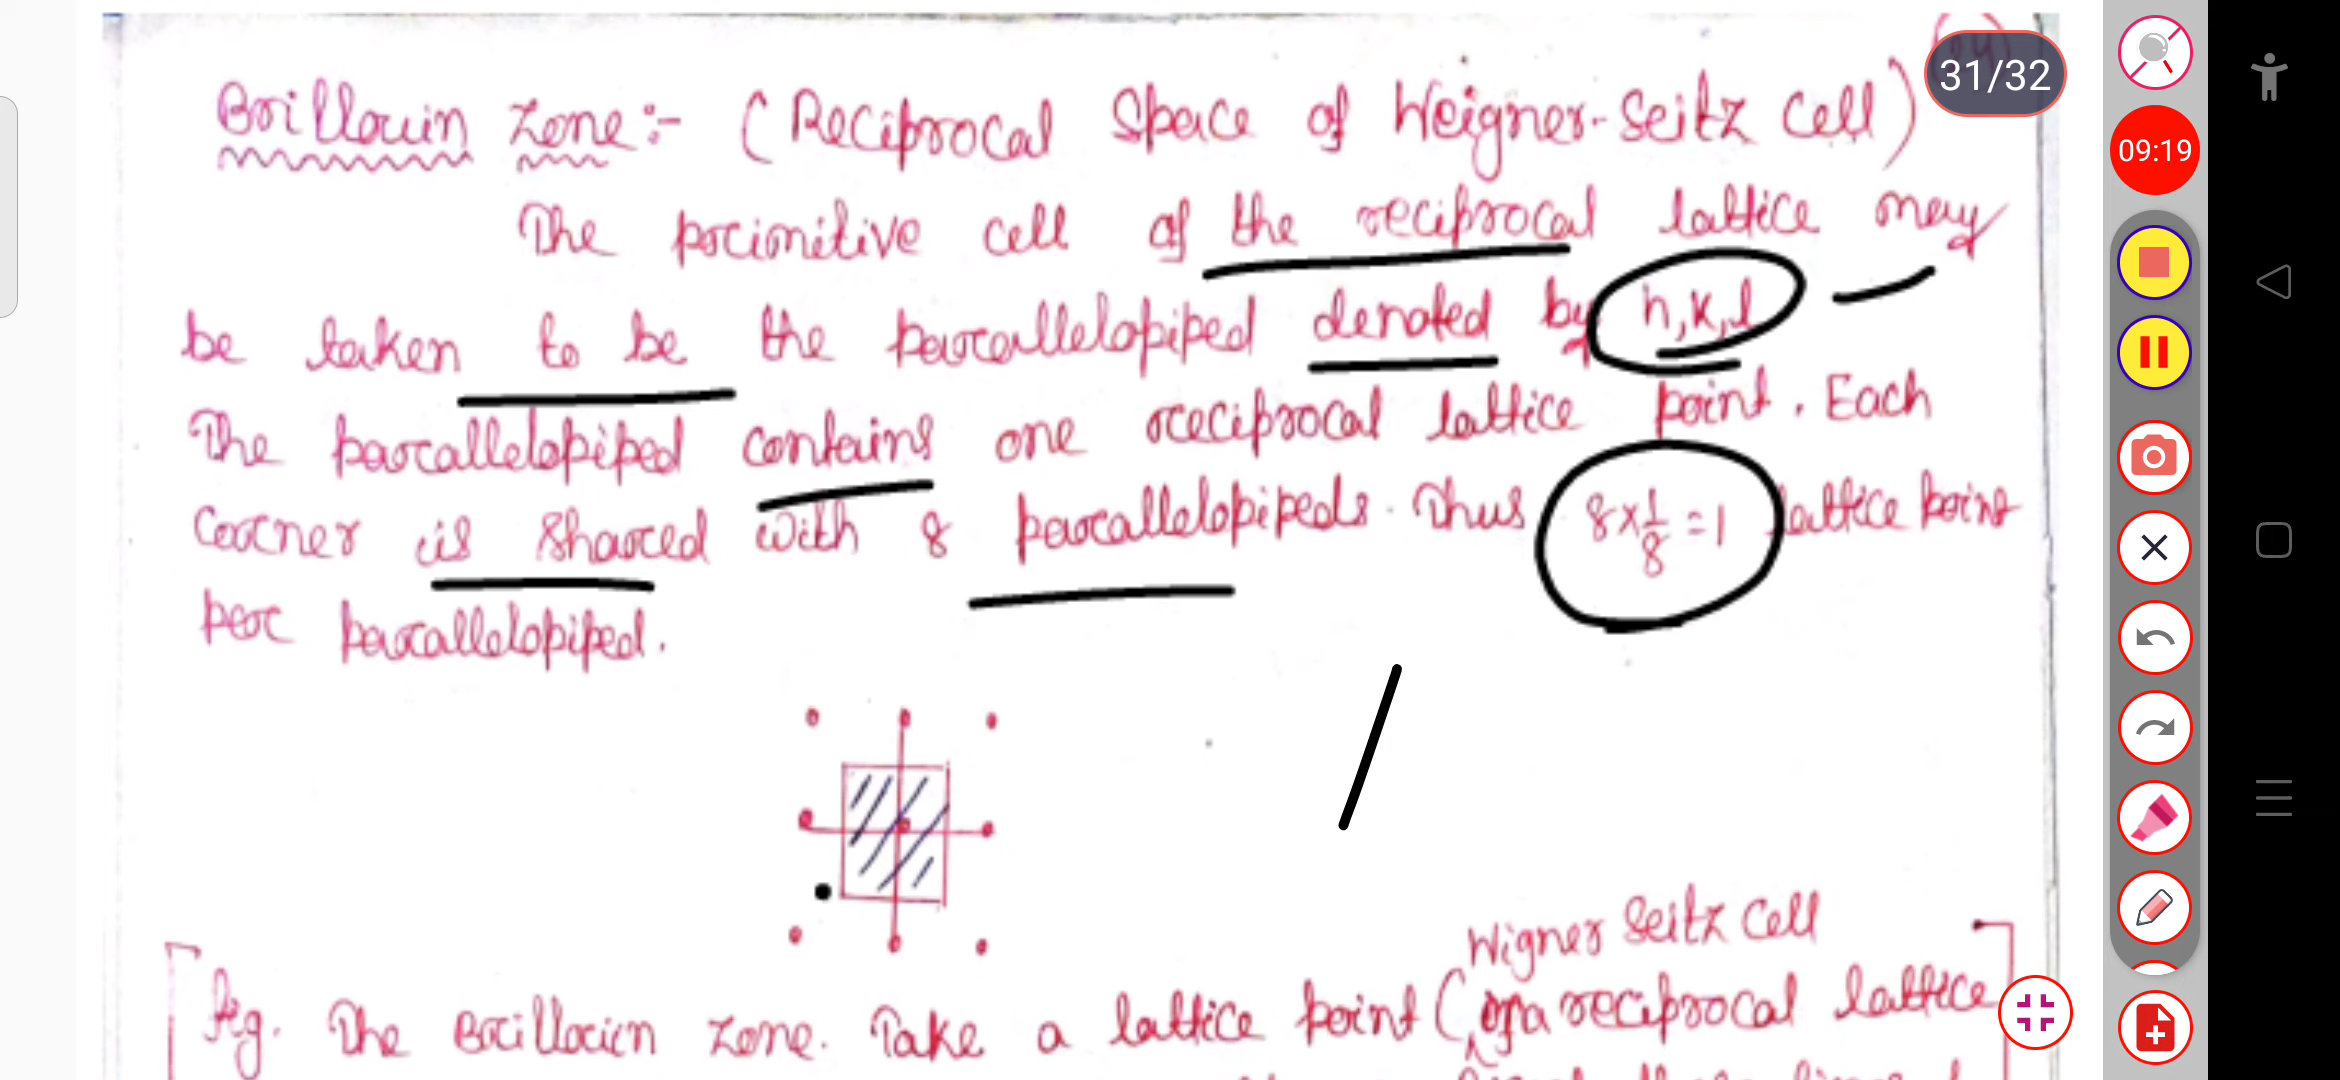 31/32
09:19
Brillouin Zone:- (Reciprocal Space of Weigner-Seitz Cell)
The primitive cell of the reciprocal lattice may
be taken to be the parallelopiped denoted by h,k,l
The parallelopiped contains one reciprocal lattice point. Each
Corner is shared with 8 parallelopipeds. Thus 8×1/8=1 lattice point
per parallelopiped.
Wigner Seitz Cell
Fig. The Brillouin Zone. Take a lattice point ( of a reciprocal lattice